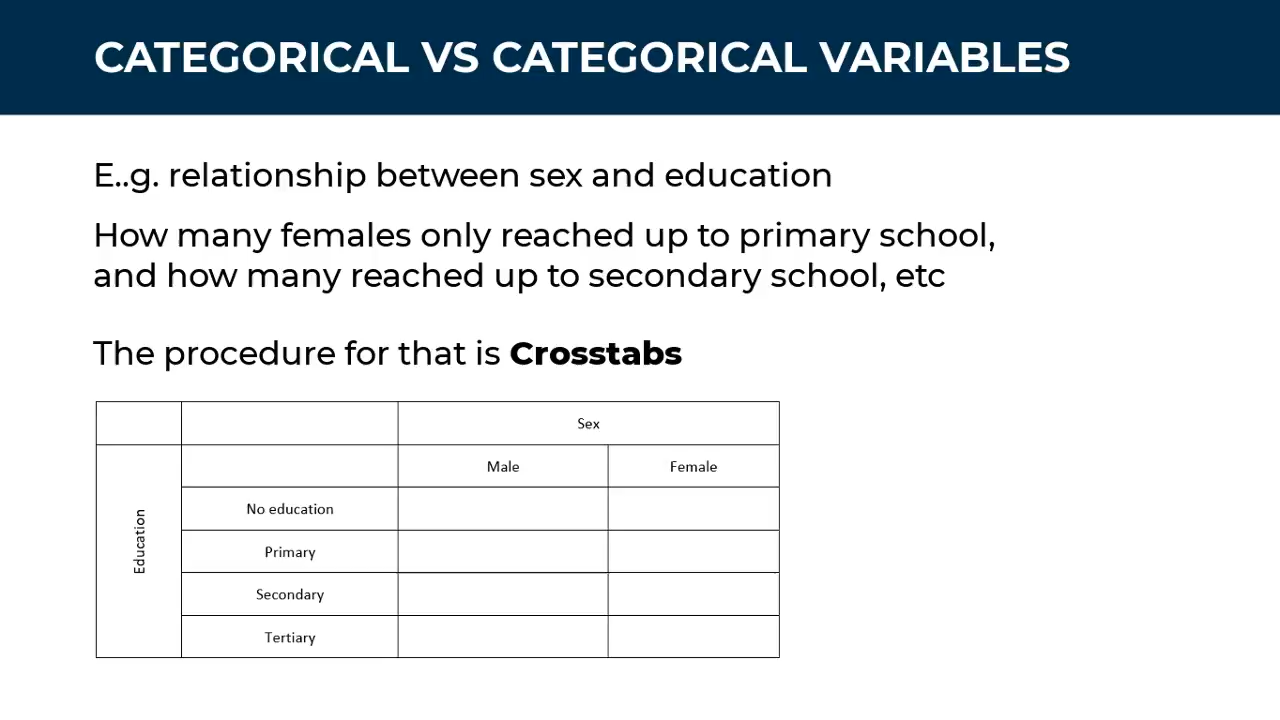 CATEGORICAL VS CATEGORICAL VARIABLES
E..g. relationship between sex and education
How many females only reached up to primary school,
and how many reached up to secondary school, etc
The procedure for that is Crosstabs
Sex
Male Female
Education
No education
Primary
Secondary
Tertiary